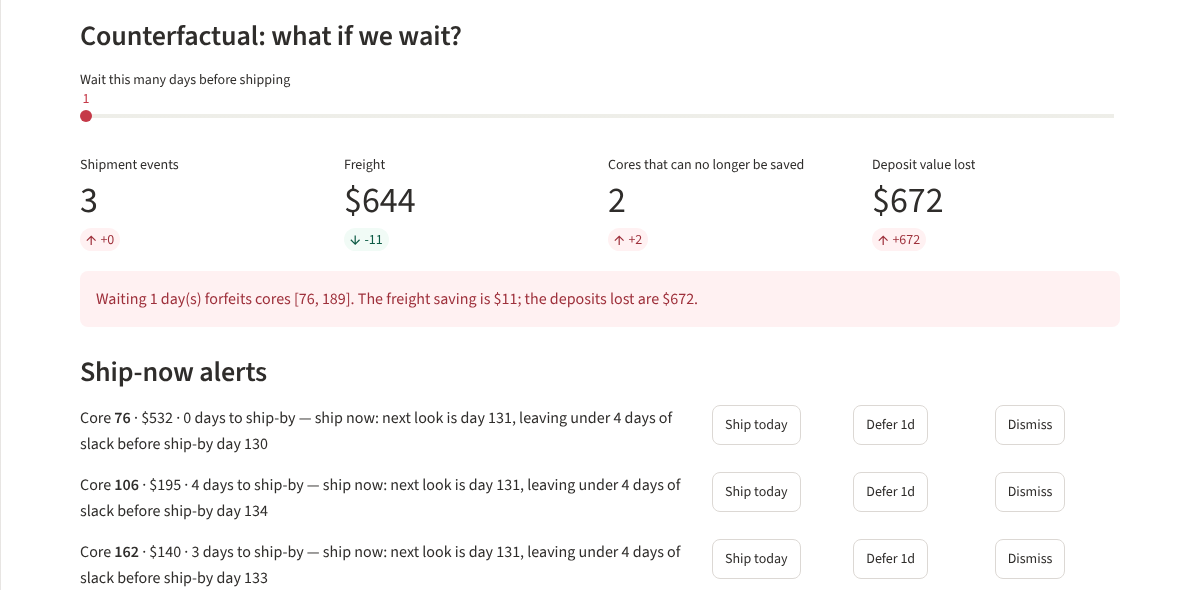 Counterfactual: what if we wait?
Wait this many days before shipping
1
Shipment events
3
↑ +0
Freight
$644
↓ -11
Cores that can no longer be saved
2
↑ +2
Deposit value lost
$672
↑ +672
Waiting 1 day(s) forfeits cores [76, 189]. The freight saving is $11; the deposits lost are $672.
Ship-now alerts
Core 76 · $532 · 0 days to ship-by — ship now: next look is day 131, leaving under 4 days of
slack before ship-by day 130
Ship today
Defer 1d
Dismiss
Core 106 · $195 · 4 days to ship-by — ship now: next look is day 131, leaving under 4 days of
slack before ship-by day 134
Ship today
Defer 1d
Dismiss
Core 162 · $140 · 3 days to ship-by — ship now: next look is day 131, leaving under 4 days of
slack before ship-by day 133
Ship today
Defer 1d
Dismiss